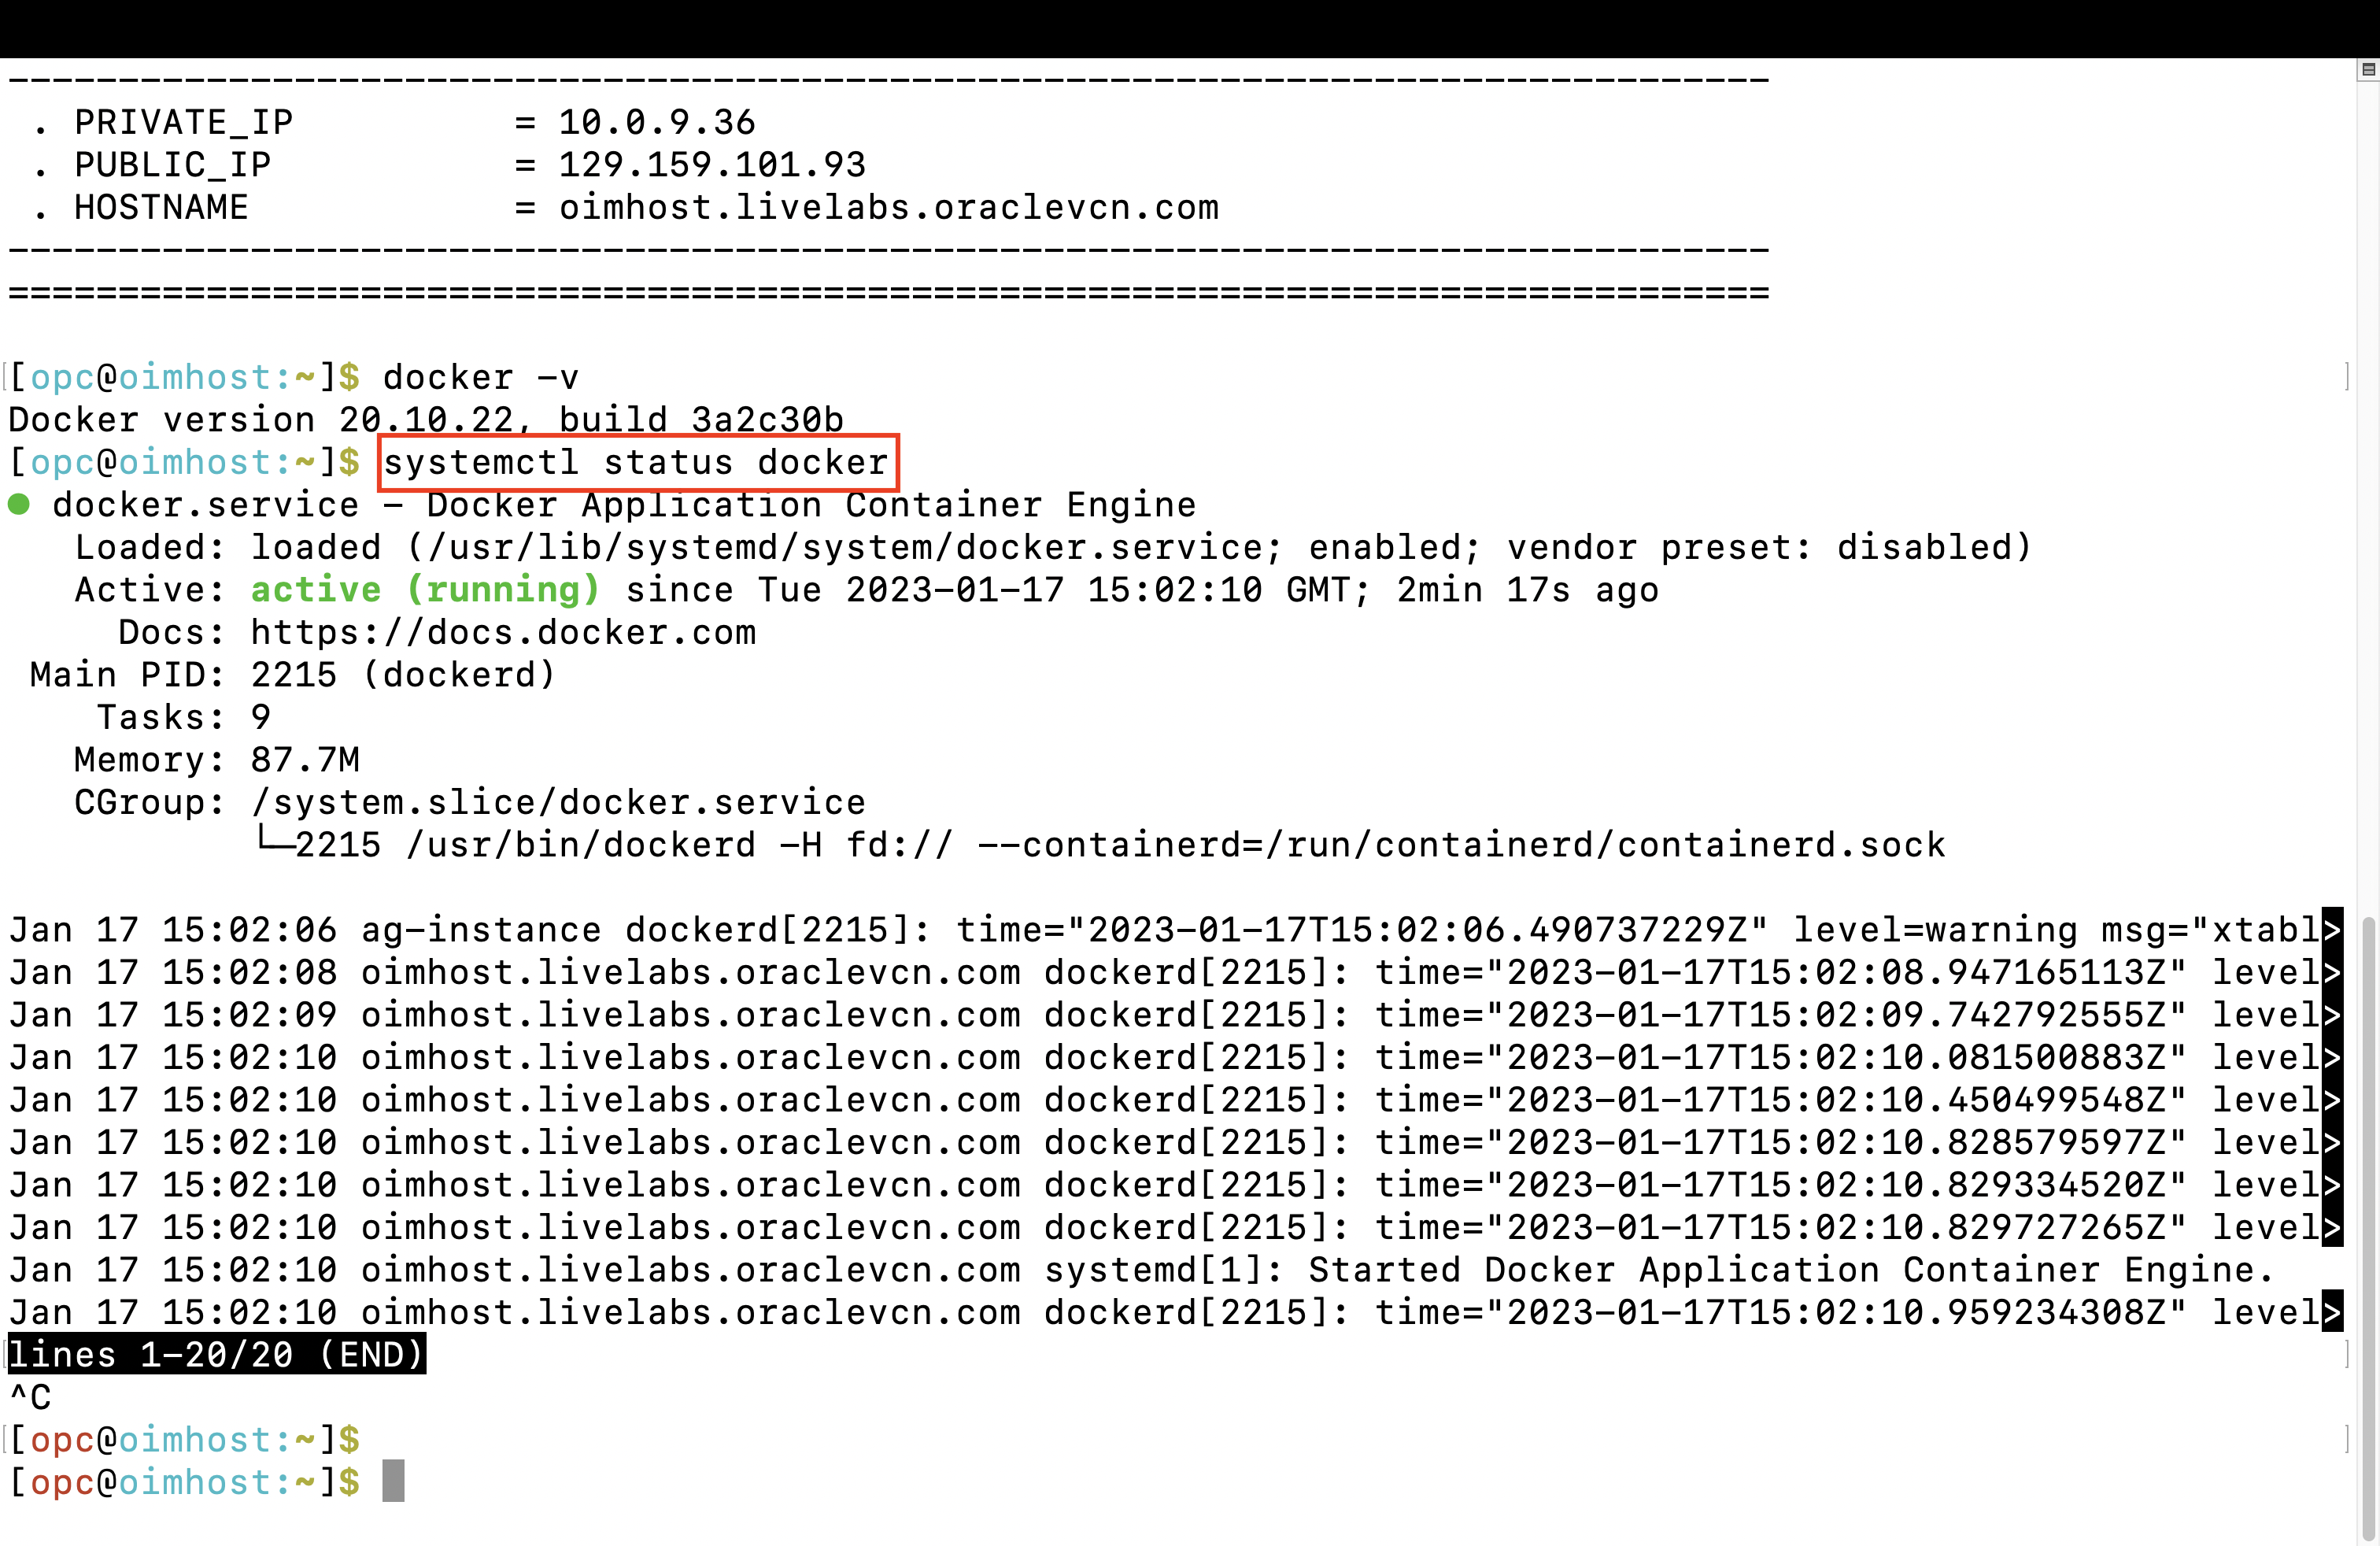 --------------------------------------------------------------------------------
. PRIVATE_IP          = 10.0.9.36
. PUBLIC_IP           = 129.159.101.93
. HOSTNAME            = oimhost.livelabs.oraclevcn.com
--------------------------------------------------------------------------------
================================================================================
[opc@oimhost:~]$ docker -v
Docker version 20.10.22, build 3a2c30b
[opc@oimhost:~]$ systemctl status docker
● docker.service - Docker Application Container Engine
   Loaded: loaded (/usr/lib/systemd/system/docker.service; enabled; vendor preset: disabled)
   Active: active (running) since Tue 2023-01-17 15:02:10 GMT; 2min 17s ago
     Docs: https://docs.docker.com
 Main PID: 2215 (dockerd)
    Tasks: 9
   Memory: 87.7M
   CGroup: /system.slice/docker.service
           └─2215 /usr/bin/dockerd -H fd:// --containerd=/run/containerd/containerd.sock
Jan 17 15:02:06 ag-instance dockerd[2215]: time="2023-01-17T15:02:06.490737229Z" level=warning msg="xtabl>
Jan 17 15:02:08 oimhost.livelabs.oraclevcn.com dockerd[2215]: time="2023-01-17T15:02:08.947165113Z" level>
Jan 17 15:02:09 oimhost.livelabs.oraclevcn.com dockerd[2215]: time="2023-01-17T15:02:09.742792555Z" level>
Jan 17 15:02:10 oimhost.livelabs.oraclevcn.com dockerd[2215]: time="2023-01-17T15:02:10.081500883Z" level>
Jan 17 15:02:10 oimhost.livelabs.oraclevcn.com dockerd[2215]: time="2023-01-17T15:02:10.450499548Z" level>
Jan 17 15:02:10 oimhost.livelabs.oraclevcn.com dockerd[2215]: time="2023-01-17T15:02:10.828579597Z" level>
Jan 17 15:02:10 oimhost.livelabs.oraclevcn.com dockerd[2215]: time="2023-01-17T15:02:10.829334520Z" level>
Jan 17 15:02:10 oimhost.livelabs.oraclevcn.com dockerd[2215]: time="2023-01-17T15:02:10.829727265Z" level>
Jan 17 15:02:10 oimhost.livelabs.oraclevcn.com systemd[1]: Started Docker Application Container Engine.
Jan 17 15:02:10 oimhost.livelabs.oraclevcn.com dockerd[2215]: time="2023-01-17T15:02:10.959234308Z" level>
lines 1-20/20 (END)
^C
[opc@oimhost:~]$
[opc@oimhost:~]$